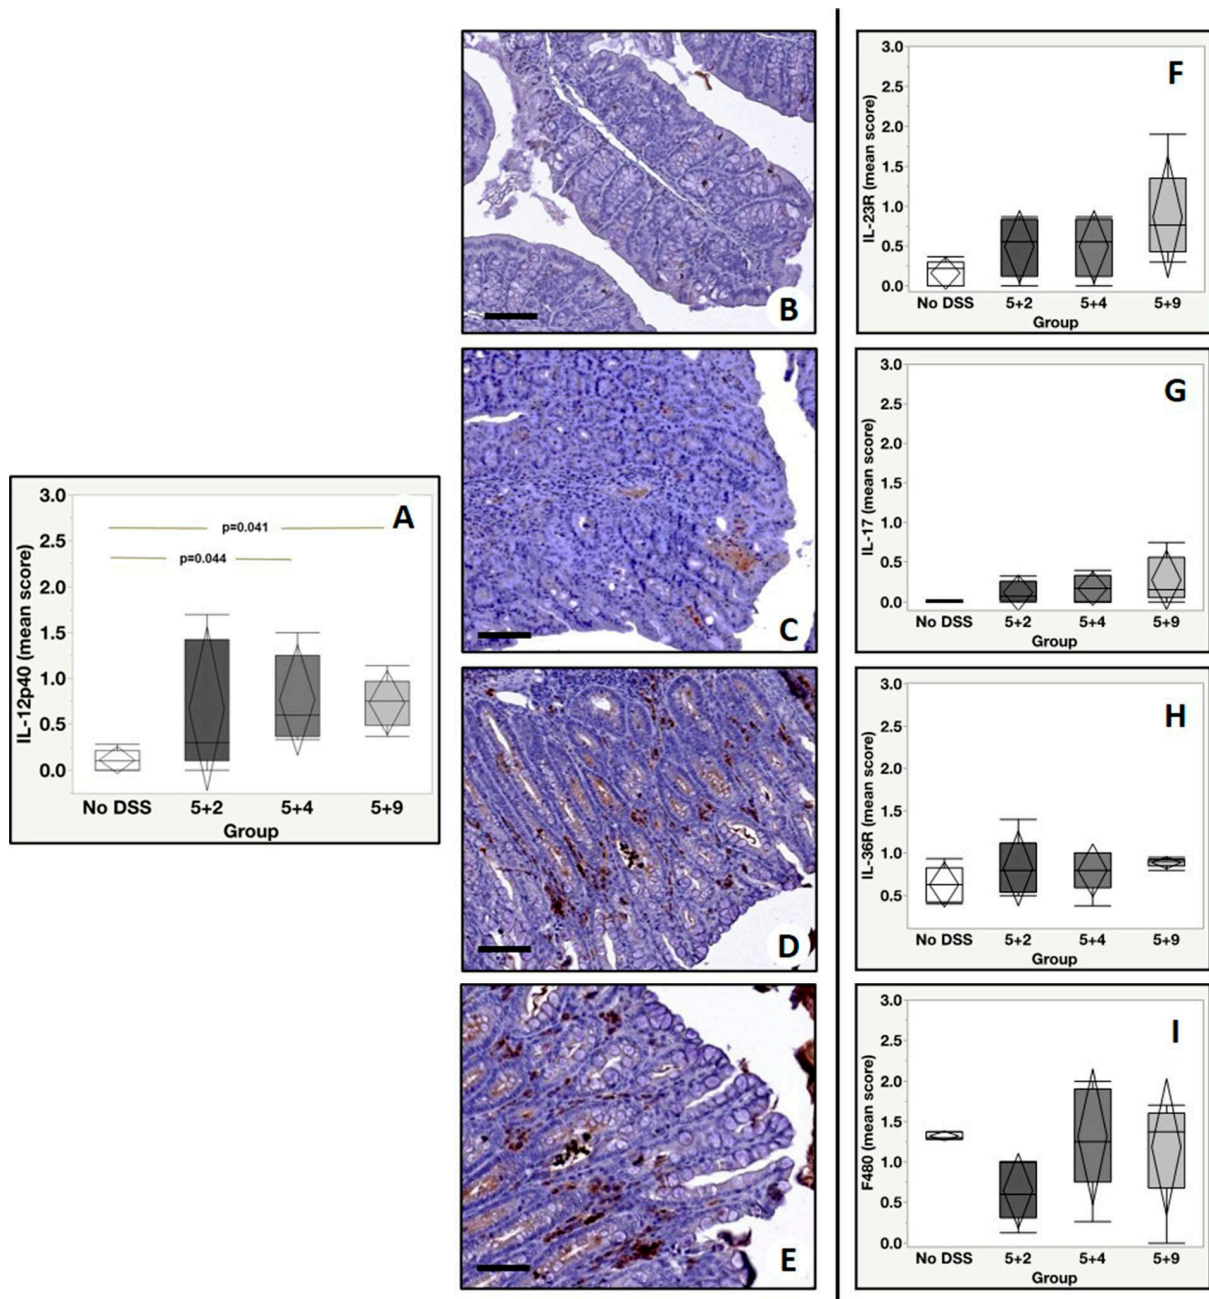 A
3.0
2.5
2.0
1.5
1.0
0.5
0.0
IL-12p40 (mean score)
p=0.041
p=0.044
No DSS 5+2 5+4 5+9
Group
B
C
D
E
F
3.0
2.5
2.0
1.5
1.0
0.5
0.0
IL-23R (mean score)
No DSS 5+2 5+4 5+9
Group
G
3.0
2.5
2.0
1.5
1.0
0.5
0.0
IL-17 (mean score)
No DSS 5+2 5+4 5+9
Group
H
3.0
2.5
2.0
1.5
1.0
0.5
IL-36R (mean score)
No DSS 5+2 5+4 5+9
Group
I
3.0
2.5
2.0
1.5
1.0
0.5
0.0
F480 (mean score)
No DSS 5+2 5+4 5+9
Group